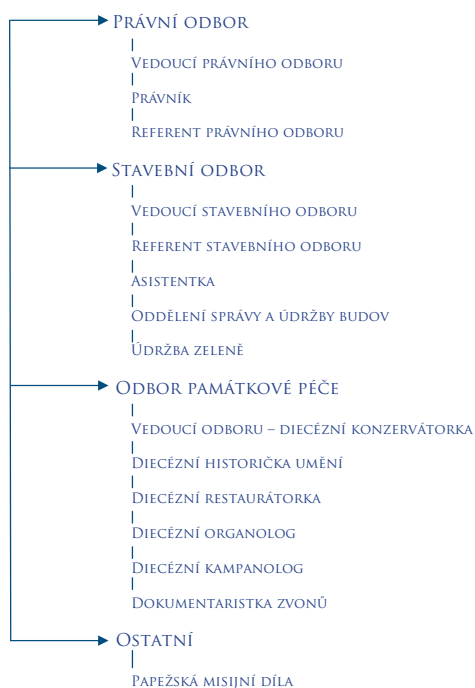 Právní odbor
Vedoucí právního odboru
Právník
Referent právního odboru
Stavební odbor
Vedoucí stavebního odboru
Referent stavebního odboru
Asistentka
Oddělení správy a údržby budov
Údržba zeleně
Odbor památkové péče
Vedoucí odboru – diecézní konzervátorka
Diecézní historička umění
Diecézní restaurátorka
Diecézní organolog
Diecézní kampanolog
Dokumentaristka zvonů
Ostatní
Papežská misijní díla